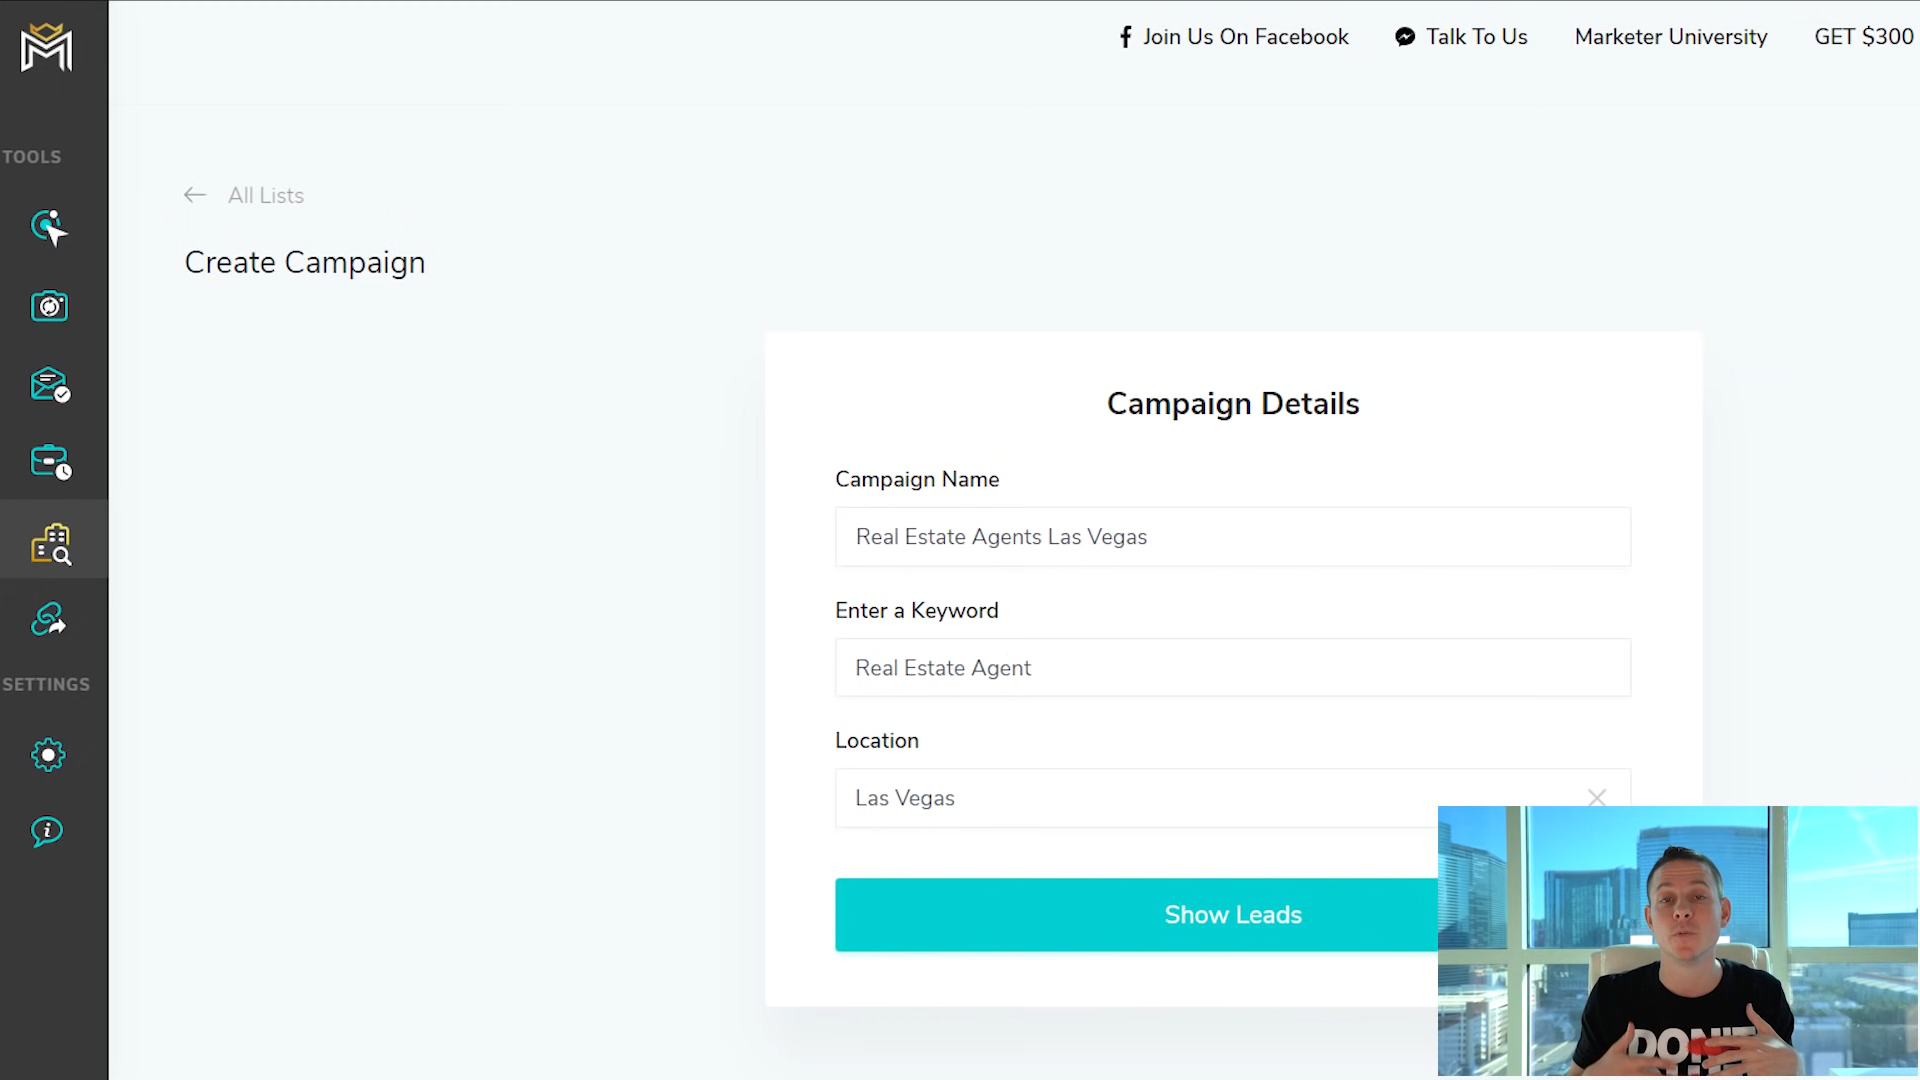 Join Us On Facebook
Talk To Us
Marketer University
GET $300
TOOLS
All Lists
Create Campaign
Campaign Details
Campaign Name
Real Estate Agents Las Vegas
Enter a Keyword
Real Estate Agent
Location
Las Vegas
Show Leads
SETTINGS
DON'T